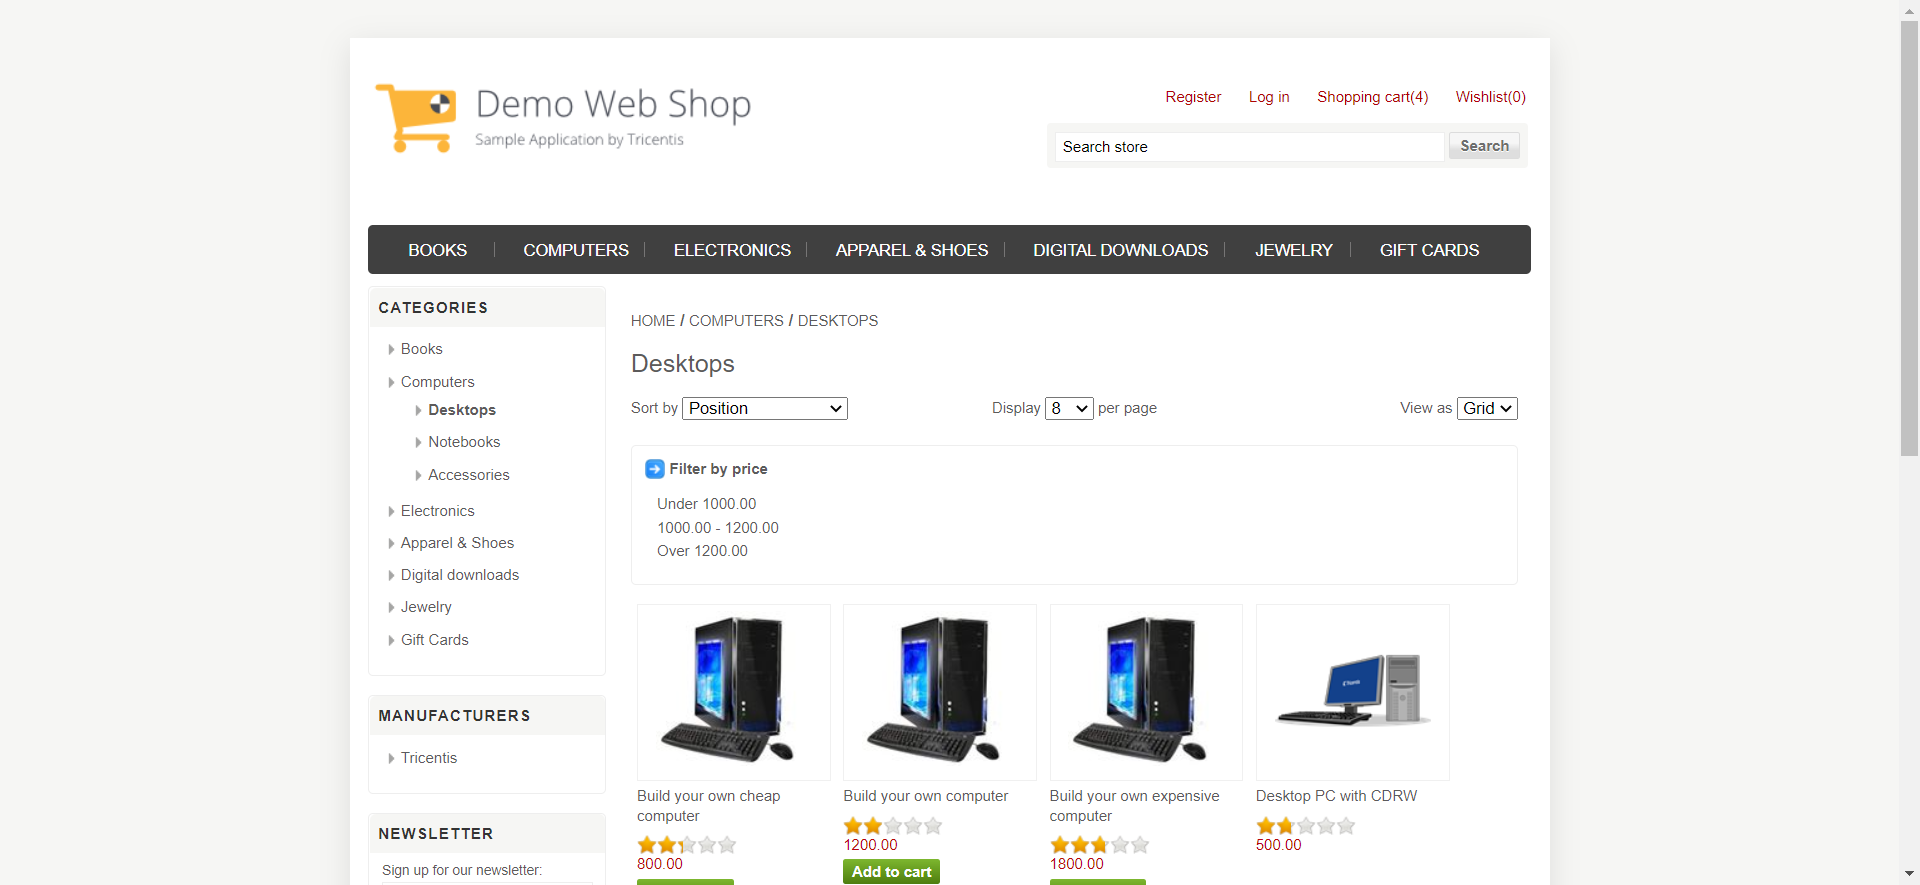 Demo Web Shop
Sample Application by Tricentis
Register Log in Shopping cart(4) Wishlist(0)
Search store Search
BOOKS COMPUTERS ELECTRONICS APPAREL & SHOES DIGITAL DOWNLOADS JEWELRY GIFT CARDS
CATEGORIES
Books
Computers
Desktops
Notebooks
Accessories
Electronics
Apparel & Shoes
Digital downloads
Jewelry
Gift Cards
MANUFACTURERS
Tricentis
NEWSLETTER
Sign up for our newsletter:
HOME / COMPUTERS / DESKTOPS
Desktops
Sort by Position Display 8 per page View as Grid
Filter by price
Under 1000.00
1000.00 - 1200.00
Over 1200.00
Build your own cheap
computer
800.00
Build your own computer
1200.00
Add to cart
Build your own expensive
computer
1800.00
Desktop PC with CDRW
500.00